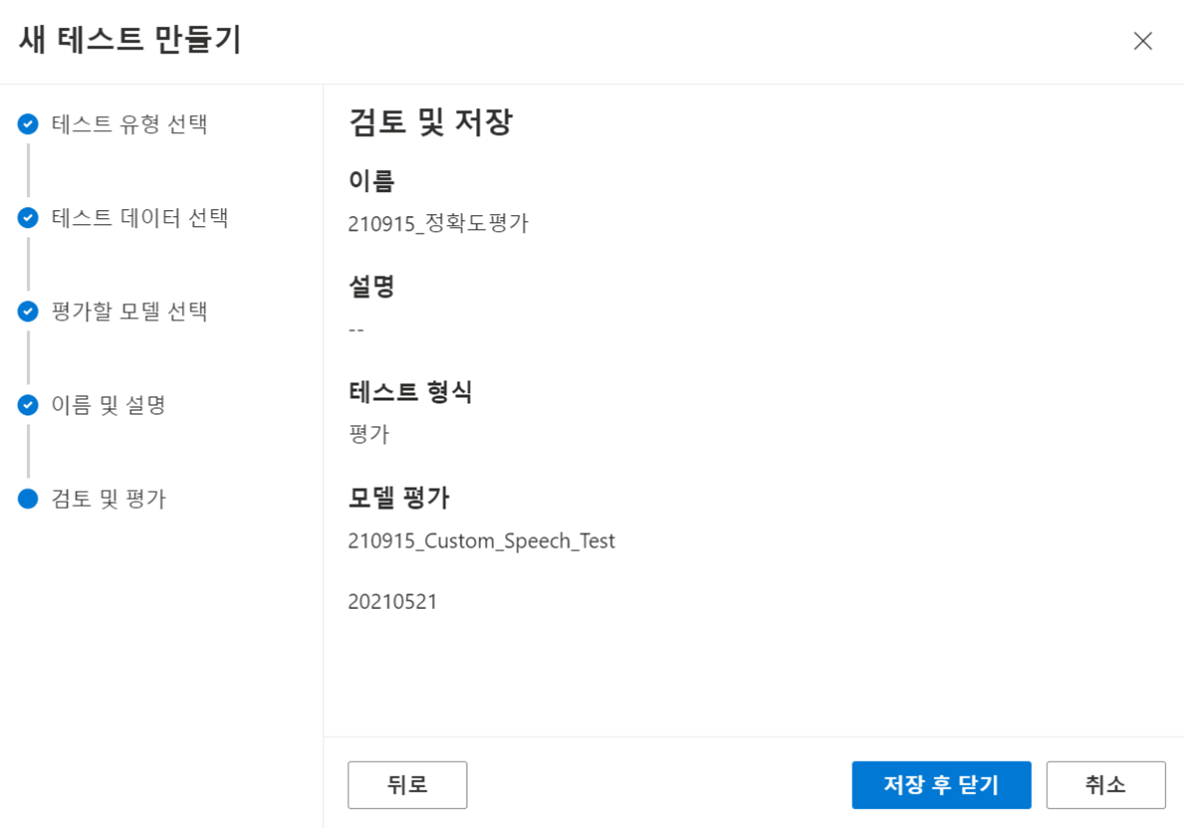 새 테스트 만들기
테스트 유형 선택
테스트 데이터 선택
평가할 모델 선택
이름 및 설명
검토 및 평가
검토 및 저장
이름
210915_정확도평가
설명
--
테스트 형식
평가
모델 평가
210915_Custom_Speech_Test
20210521
뒤로
저장 후 닫기
취소